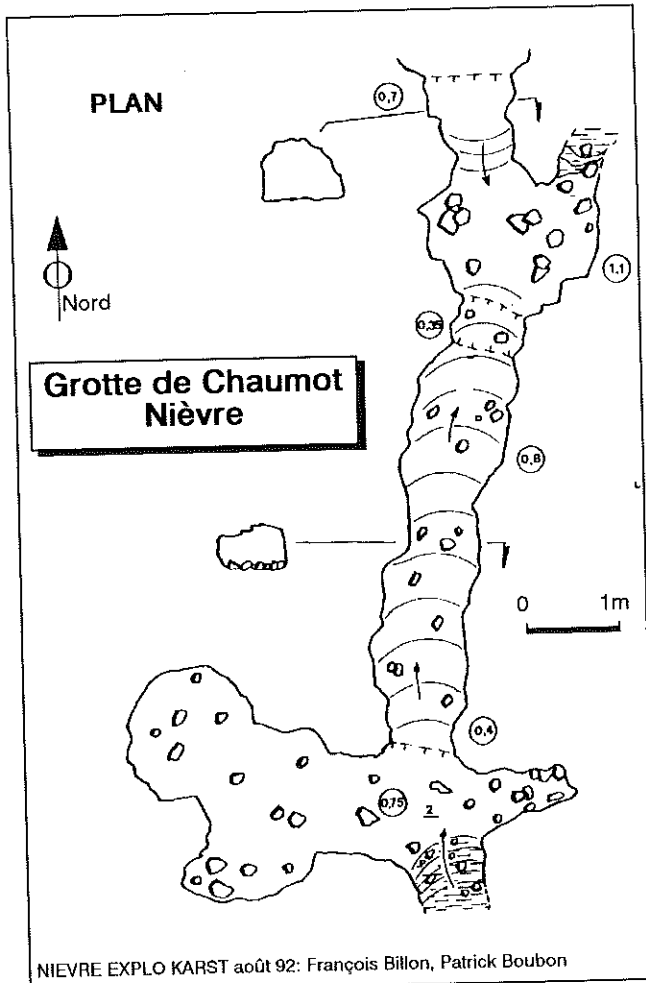 PLAN
0,7
1,1
Nord
0,35
Grotte de Chaumot
Nièvre
0,8
0 1m
0,4
0,75
2
NIEVRE EXPLO KARST août 92: François Billon, Patrick Boubon